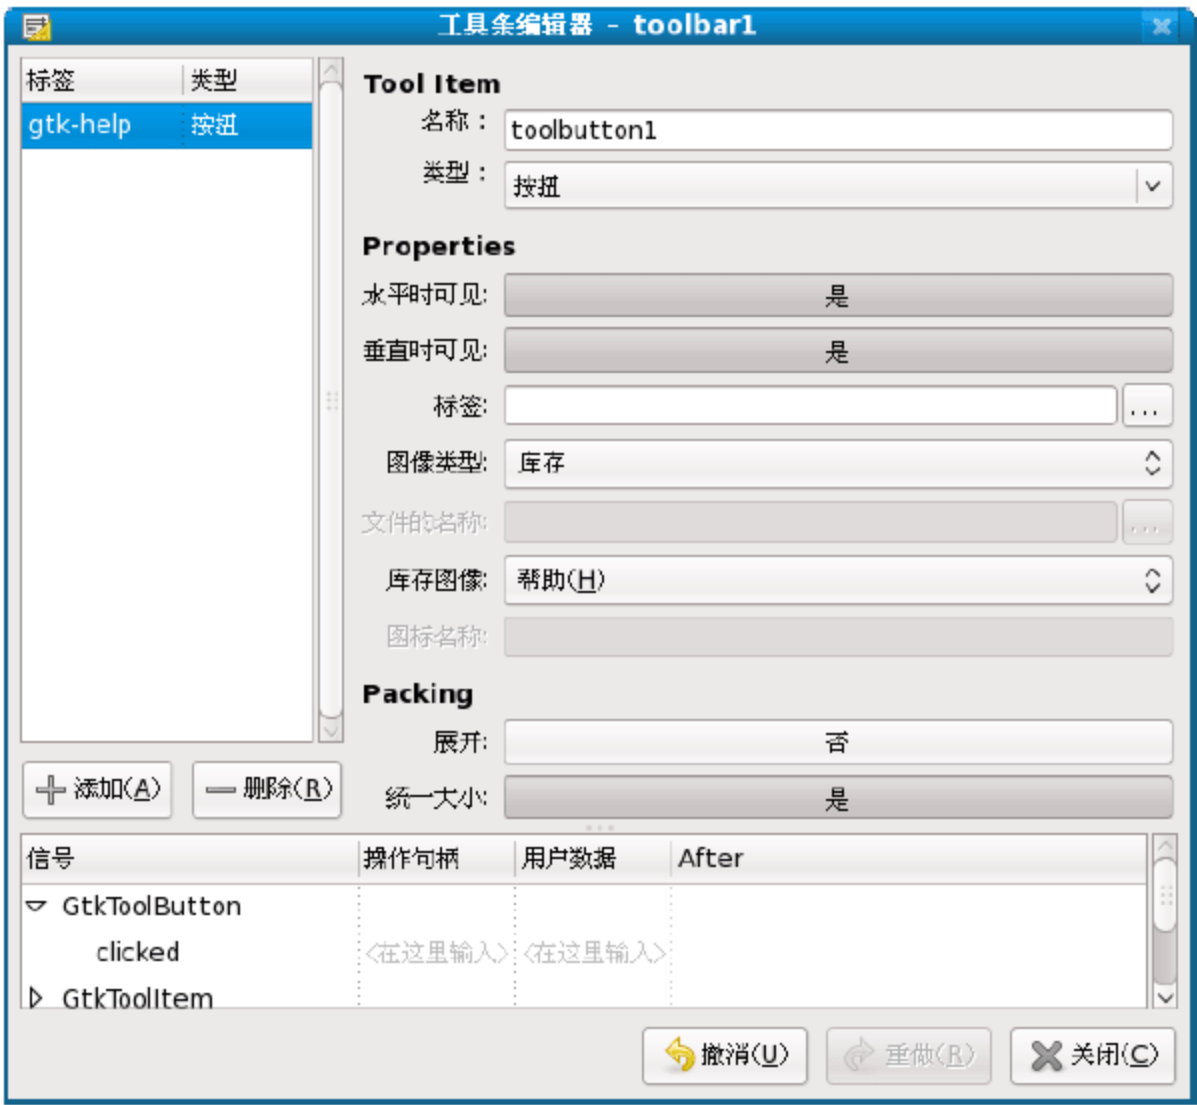 工具条编辑器 - toolbar1
标签 类型
gtk-help 按钮
Tool Item
名称： toolbutton1
类型： 按钮
Properties
水平时可见: 是
垂直时可见: 是
标签: ...
图像类型: 库存
文件的名称: ...
库存图像: 帮助(H)
图标名称:
Packing
展开: 否
统一大小: 是
添加(A) 删除(R)
信号 操作句柄 用户数据 After
GtkToolButton
clicked <在这里输入> <在这里输入>
GtkToolItem
撤消(U) 重做(R) 关闭(C)